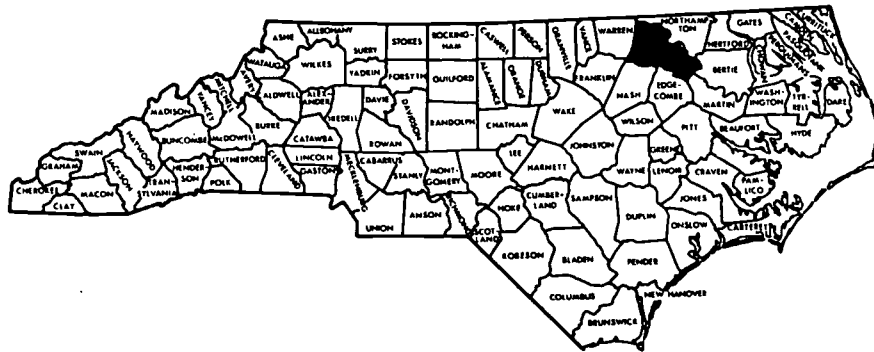 ASHE
ALLEGHANY
SURRY
STOKES
ROCKING-
HAM
CASWELL
PERSON
GRANVILLE
VANCE
WARREN
NORTHAMP-
TON
GATES
HERTFORD
CURRITUCK
WATAUGA
WILKES
YADKIN
FORSYTH
GUILFORD
ALAMANCE
ORANGE
DURHAM
FRANKLIN
NASH
EDGE-
COMBE
BERTIE
CHOWAN
MITCHELL
AVERY
CALDWELL
ALEX-
ANDER
IREDELL
DAVIE
DAVIDSON
RANDOLPH
CHATHAM
WAKE
WILSON
MARTIN
WASH-
INGTON
TYR-
RELL
DARE
MADISON
YANCEY
BURKE
CATAWBA
ROWAN
JOHNSTON
PITT
BEAUFORT
HYDE
BUNCOMBE
McDOWELL
SWAIN
HAYWOOD
RUTHERFORD
LINCOLN
CABARRUS
LEE
HARNETT
WAYNE
GREENE
LENOIR
CRAVEN
PAM-
LICO
GRAHAM
JACKSON
HENDER-
SON
POLK
CLEVELAND
GASTON
MECKLENBURG
STANLY
MONT-
GOMERY
MOORE
CHEROKEE
MACON
TRAN-
SYLVANIA
CLAY
UNION
ANSON
RICHMOND
HOKE
CUMBER-
LAND
SAMPSON
DUPLIN
JONES
ONSLOW
CARTERET
SCOT-
LAND
ROBESON
BLADEN
PENDER
COLUMBUS
NEW HANOVER
BRUNSWICK